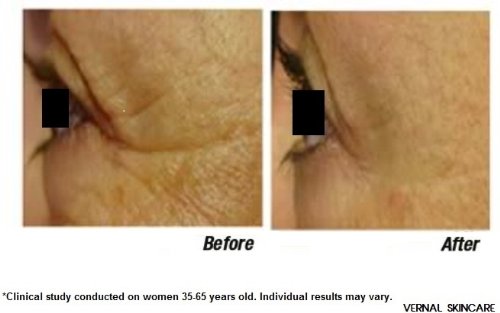 Before After
*Clinical study conducted on women 35-65 years old. Individual results may vary.
VERNAL SKINCARE